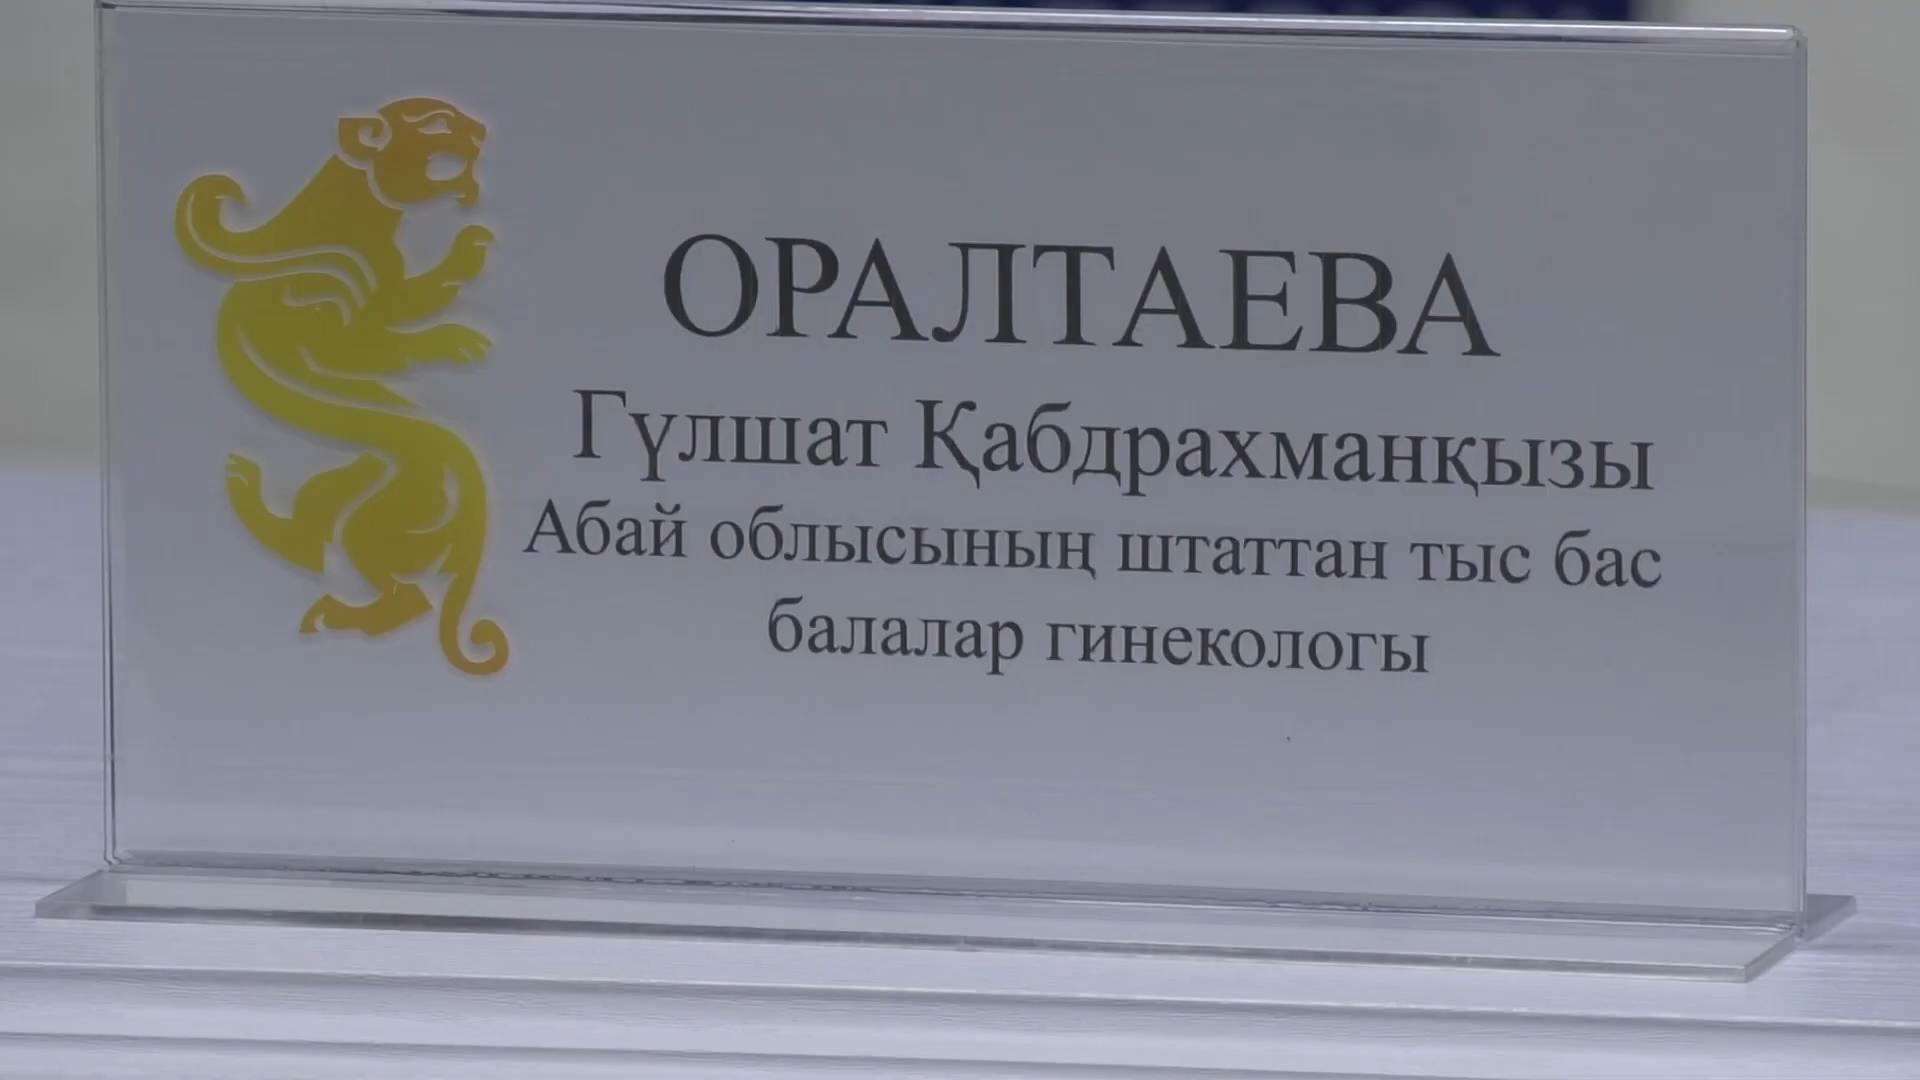 ОРАЛТАЕВА
Гүлшат Қабдрахманқызы
Абай облысының штаттан тыс бас
балалар гинекологы